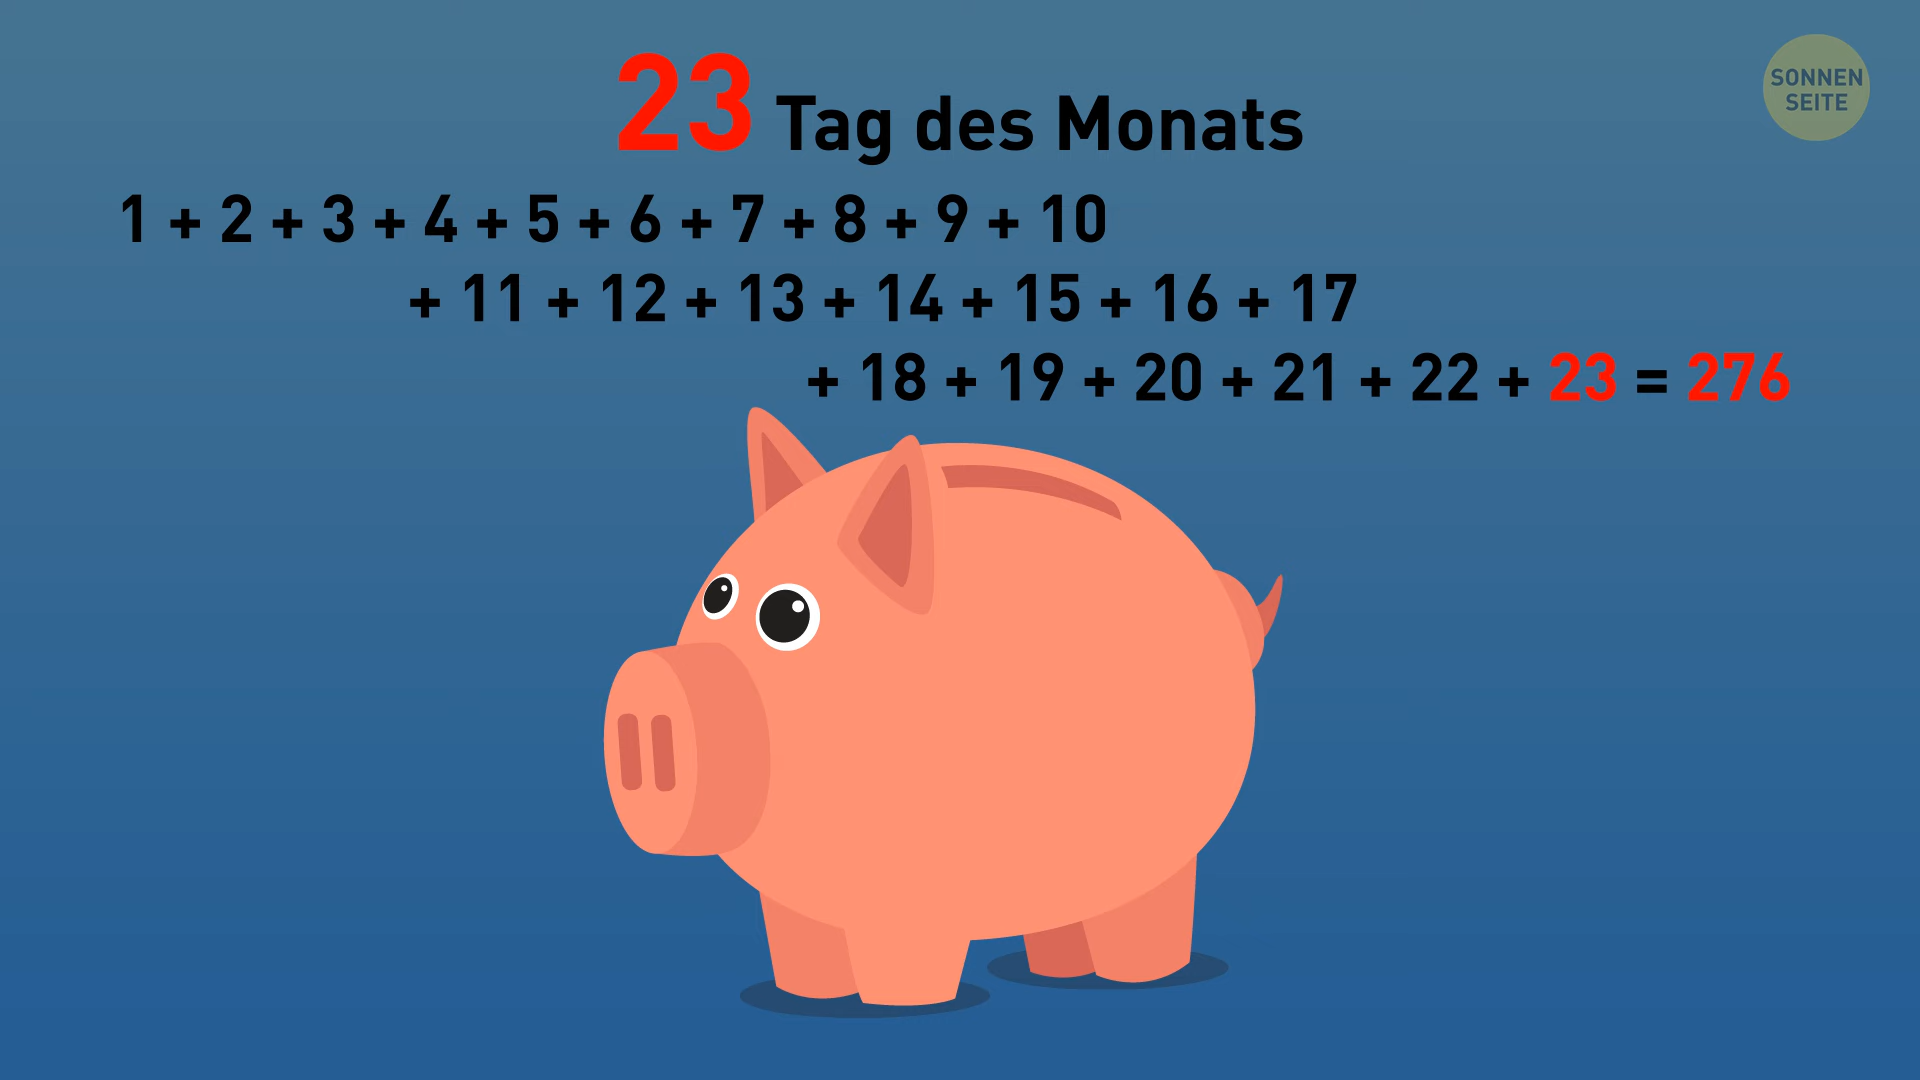 23 Tag des Monats
SONNEN
SEITE
1 + 2 + 3 + 4 + 5 + 6 + 7 + 8 + 9 + 10
+ 11 + 12 + 13 + 14 + 15 + 16 + 17
+ 18 + 19 + 20 + 21 + 22 + 23 = 276